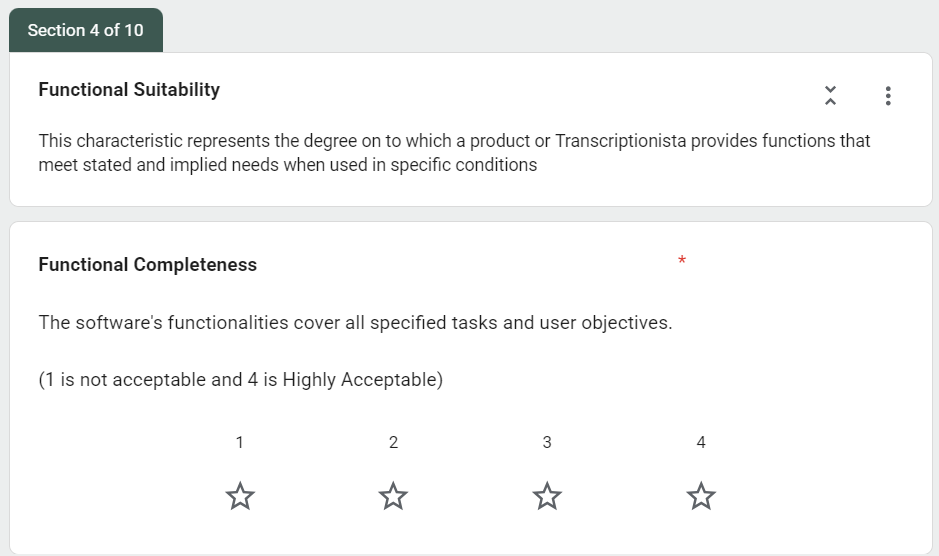 Section 4 of 10
Functional Suitability
This characteristic represents the degree on to which a product or Transcriptionista provides functions that
meet stated and implied needs when used in specific conditions
Functional Completeness *
The software's functionalities cover all specified tasks and user objectives.
(1 is not acceptable and 4 is Highly Acceptable)
1 2 3 4